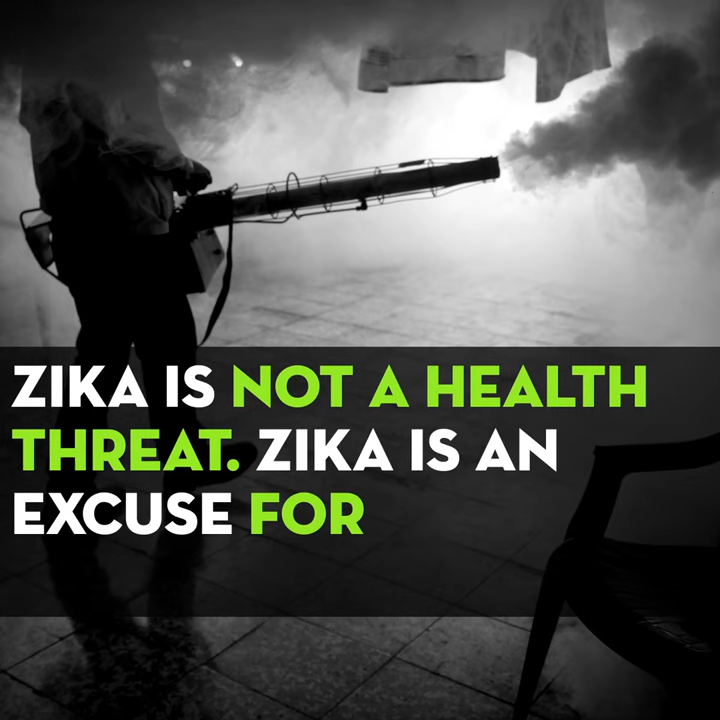 ZIKA IS NOT A HEALTH
THREAT. ZIKA IS AN
EXCUSE FOR